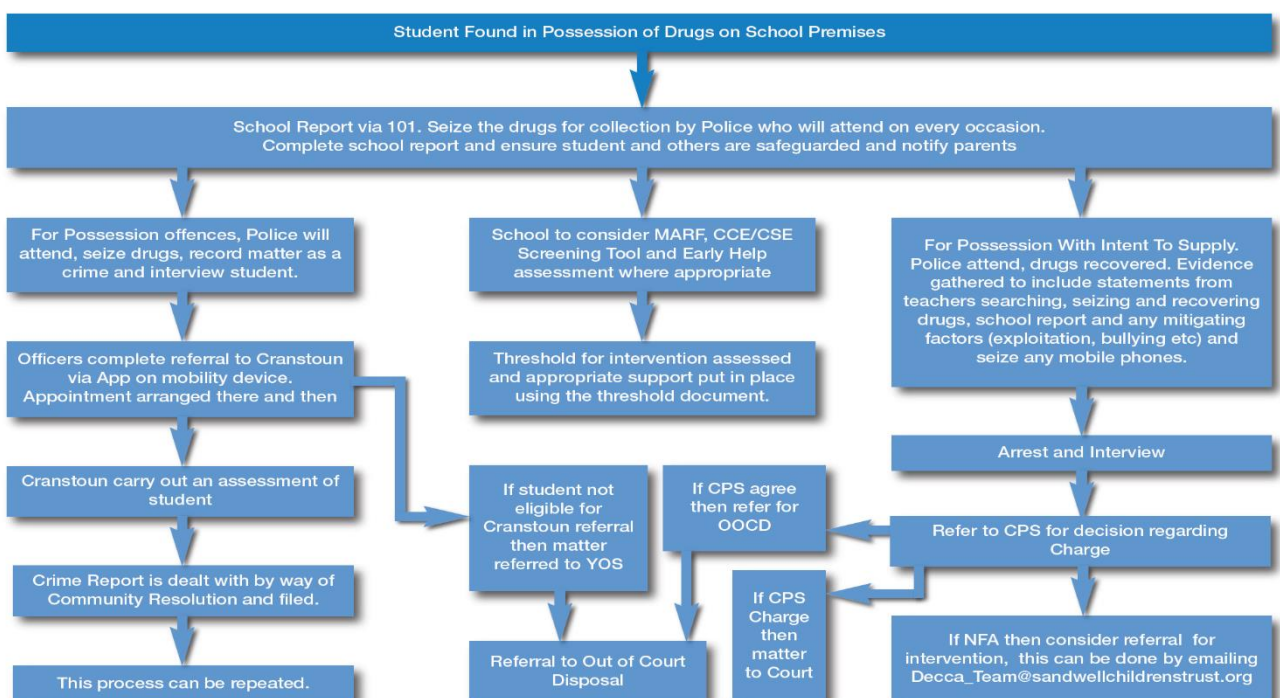 Student Found in Possession of Drugs on School Premises
School Report via 101. Seize the drugs for collection by Police who will attend on every occasion.
Complete school report and ensure student and others are safeguarded and notify parents
For Possession offences, Police will
attend, seize drugs, record matter as a
crime and interview student.
Officers complete referral to Cranstoun
via App on mobility device.
Appointment arranged there and then
Cranstoun carry out an assessment of
student
Crime Report is dealt with by way of
Community Resolution and filed.
This process can be repeated.
School to consider MARF, CCE/CSE
Screening Tool and Early Help
assessment where appropriate
Threshold for intervention assessed
and appropriate support put in place
using the threshold document.
If student not
eligible for
Cranstoun referral
then matter
referred to YOS
If CPS agree
then refer for
OOCD
Referral to Out of Court
Disposal
If CPS
Charge
then
matter
to Court
For Possession With Intent To Supply.
Police attend, drugs recovered. Evidence
gathered to include statements from
teachers searching, seizing and recovering
drugs, school report and any mitigating
factors (exploitation, bullying etc) and
seize any mobile phones.
Arrest and Interview
Refer to CPS for decision regarding
Charge
If NFA then consider referral for
intervention, this can be done by emailing
Decca_Team@sandwellchildrenstrust.org